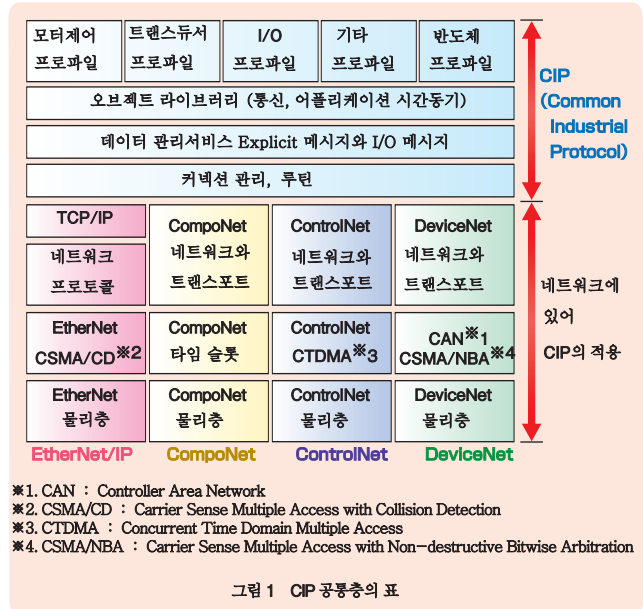 모터제어
프로파일
트랜스듀서
프로파일
I/O
프로파일
기타
프로파일
반도체
프로파일
CIP
(Common
Industrial
Protocol)
오브젝트 라이브러리 (통신, 어플리케이션 시간동기)
데이터 관리서비스 Explicit 메시지와 I/O 메시지
커넥션 관리, 루틴
TCP/IP
네트워크
프로토콜
CompoNet
네트워크와
트랜스포트
ControlNet
네트워크와
트랜스포트
DeviceNet
네트워크와
트랜스포트
네트워크에
있어
CIP의 적용
EtherNet
CSMA/CD※2
CompoNet
타임 슬롯
ControlNet
CTDMA※3
CAN※1
CSMA/NBA※4
EtherNet
물리층
CompoNet
물리층
ControlNet
물리층
DeviceNet
물리층
EtherNet/IP
CompoNet
ControlNet
DeviceNet
※1. CAN : Controller Area Network
※2. CSMA/CD : Carrier Sense Multiple Access with Collision Detection
※3. CTDMA : Concurrent Time Domain Multiple Access
※4. CSMA/NBA : Carrier Sense Multiple Access with Non-destructive Bitwise Arbitration
그림 1 CIP 공통층의 표